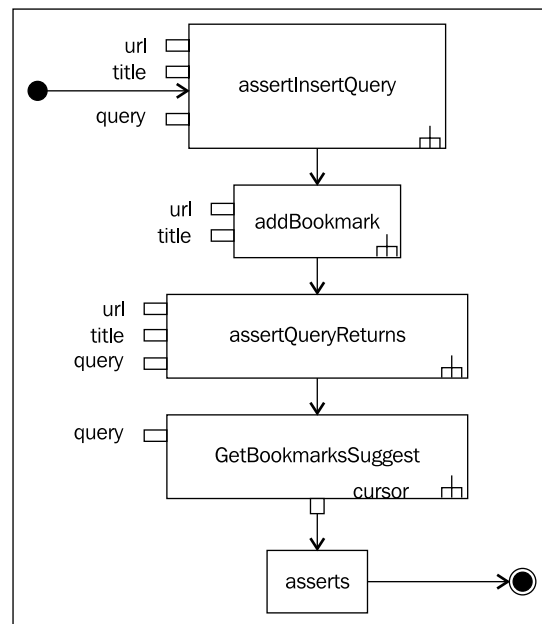 url
title
assertInsertQuery
query
url
addBookmark
title
url
title
assertQueryReturns
query
query
GetBookmarksSuggest
cursor
asserts